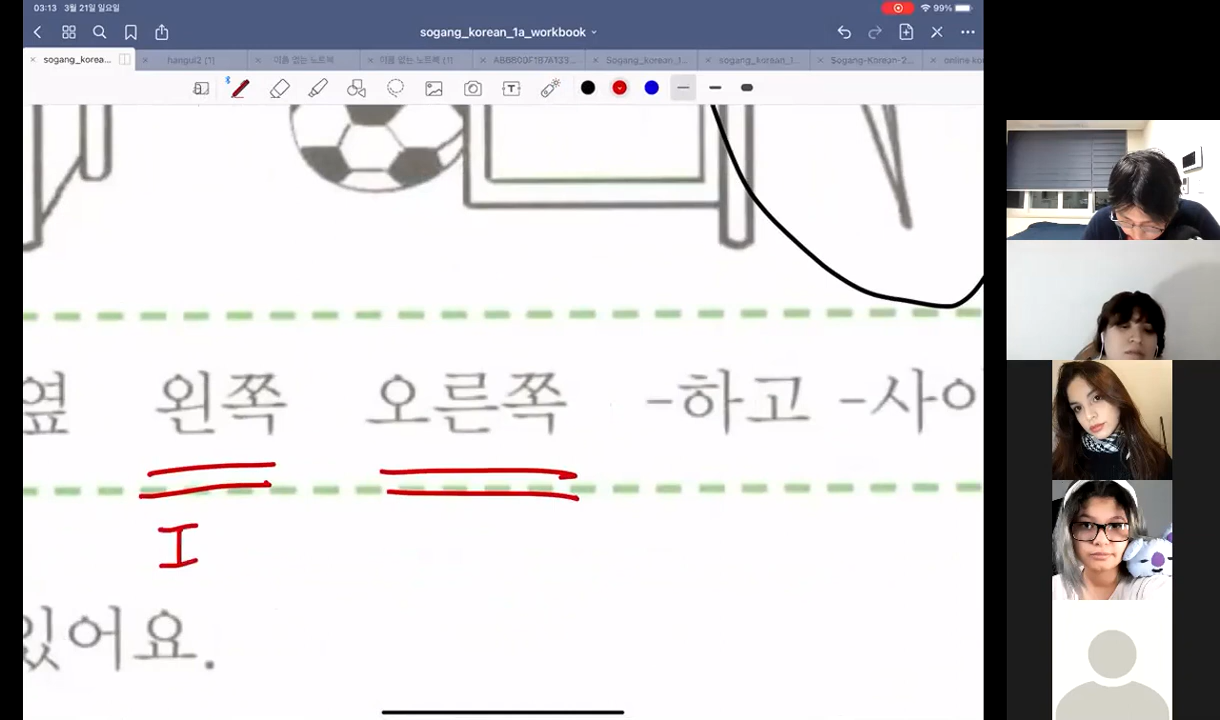 03:13 3월 21일 일요일
99%
sogang_korean_1a_workbook
sogang_korea...
hangul2 (1)
이름 없는 노트북
이름 없는 노트북 (1)
Sogang_korean_1...
sogang_korean_1...
Sogang-Korean-2...
online ko
T
옆 왼쪽 오른쪽 -하고 -사이
I
있어요.